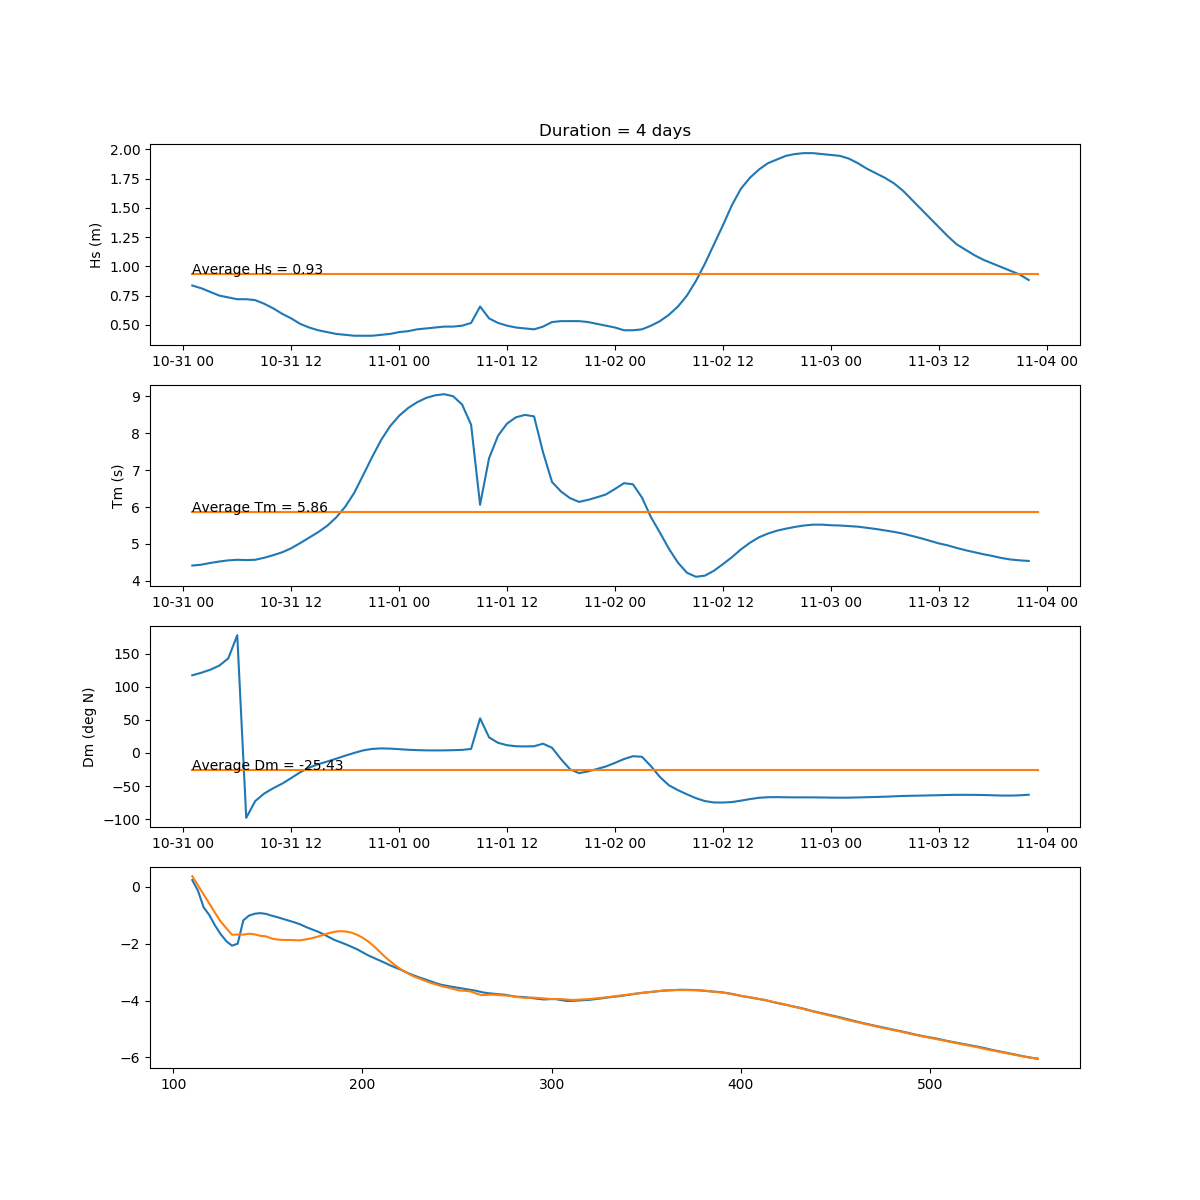 Duration = 4 days
2.00
1.75
1.50
1.25
1.00
0.75
0.50
Hs (m)
Average Hs = 0.93
10-31 00 10-31 12 11-01 00 11-01 12 11-02 00 11-02 12 11-03 00 11-03 12 11-04 00
9
8
7
6
5
4
Tm (s)
Average Tm = 5.86
10-31 00 10-31 12 11-01 00 11-01 12 11-02 00 11-02 12 11-03 00 11-03 12 11-04 00
150
100
50
0
−50
−100
Dm (deg N)
Average Dm = -25.43
10-31 00 10-31 12 11-01 00 11-01 12 11-02 00 11-02 12 11-03 00 11-03 12 11-04 00
0
−2
−4
−6
100 200 300 400 500